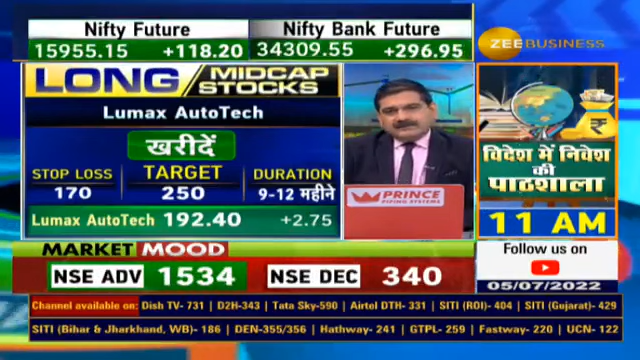 Nifty Future
15955.15 +118.20
Nifty Bank Future
34309.55 +296.95
ZEE BUSINESS
LONG
MIDCAP
STOCKS
Lumax AutoTech
खरीदें
STOP LOSS
170
TARGET
250
DURATION
9-12 महीने
Lumax AutoTech 192.40 +2.75
PRINCE
PIPING SYSTEMS
विदेश में निवेश
की
पाठशाला
11 AM
MARKET MOOD
NSE ADV 1534 NSE DEC 340
Follow us on
05/07/2022
Channel available on: Dish TV- 731 | D2H-343 | Tata Sky-590 | Airtel DTH- 331 | SITI (ROI)- 404 | SITI (Gujarat)- 429
SITI (Bihar & Jharkhand, WB)- 186 | DEN-355/356 | Hathway- 241 | GTPL- 259 | Fastway- 220 | UCN- 122